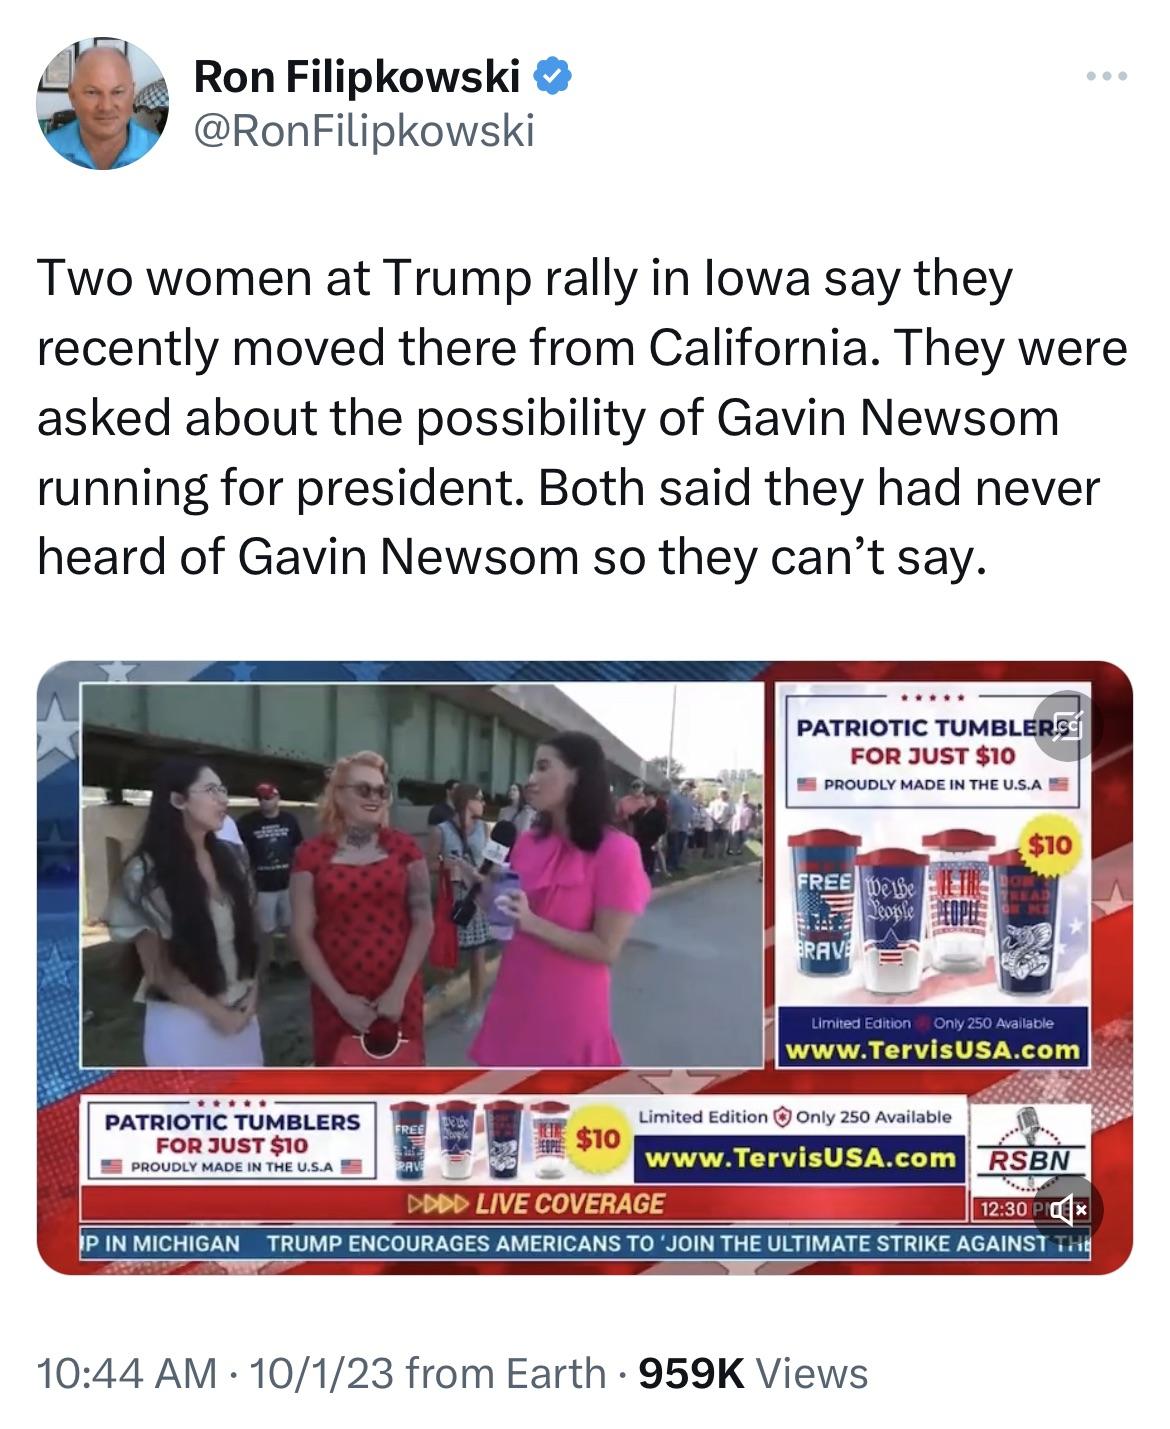 Ron Filipkowski
@RonFilipkowski
Two women at Trump rally in Iowa say they
recently moved there from California. They were
asked about the possibility of Gavin Newsom
running for president. Both said they had never
heard of Gavin Newsom so they can’t say.
PATRIOTIC TUMBLERS
FOR JUST $10
PROUDLY MADE IN THE U.S.A
$10
FREE
BRAVE
We the
People
WE THE
PEOPLE
DON'T
TREAD
ON ME
Limited Edition Only 250 Available
www.TervisUSA.com
PATRIOTIC TUMBLERS
FOR JUST $10
PROUDLY MADE IN THE U.S.A
FREE
BRAVE
We the
People
$10
Limited Edition Only 250 Available
www.TervisUSA.com
RSBN
LIVE COVERAGE
12:30
P IN MICHIGAN TRUMP ENCOURAGES AMERICANS TO ‘JOIN THE ULTIMATE STRIKE AGAINST THE
10:44 AM · 10/1/23 from Earth · 959K Views